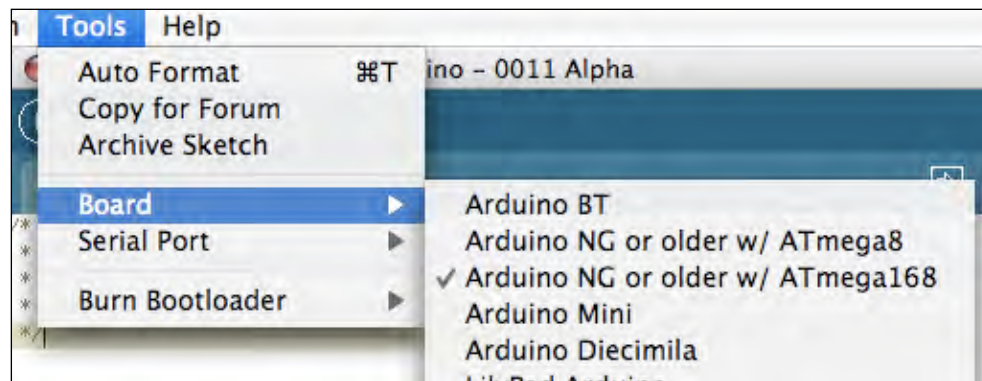 Tools Help
Auto Format ⌘T
ino – 0011 Alpha
Copy for Forum
Archive Sketch
Board
Serial Port
Burn Bootloader
/*
*
*
*
*/
Arduino BT
Arduino NG or older w/ ATmega8
✓ Arduino NG or older w/ ATmega168
Arduino Mini
Arduino Diecimila